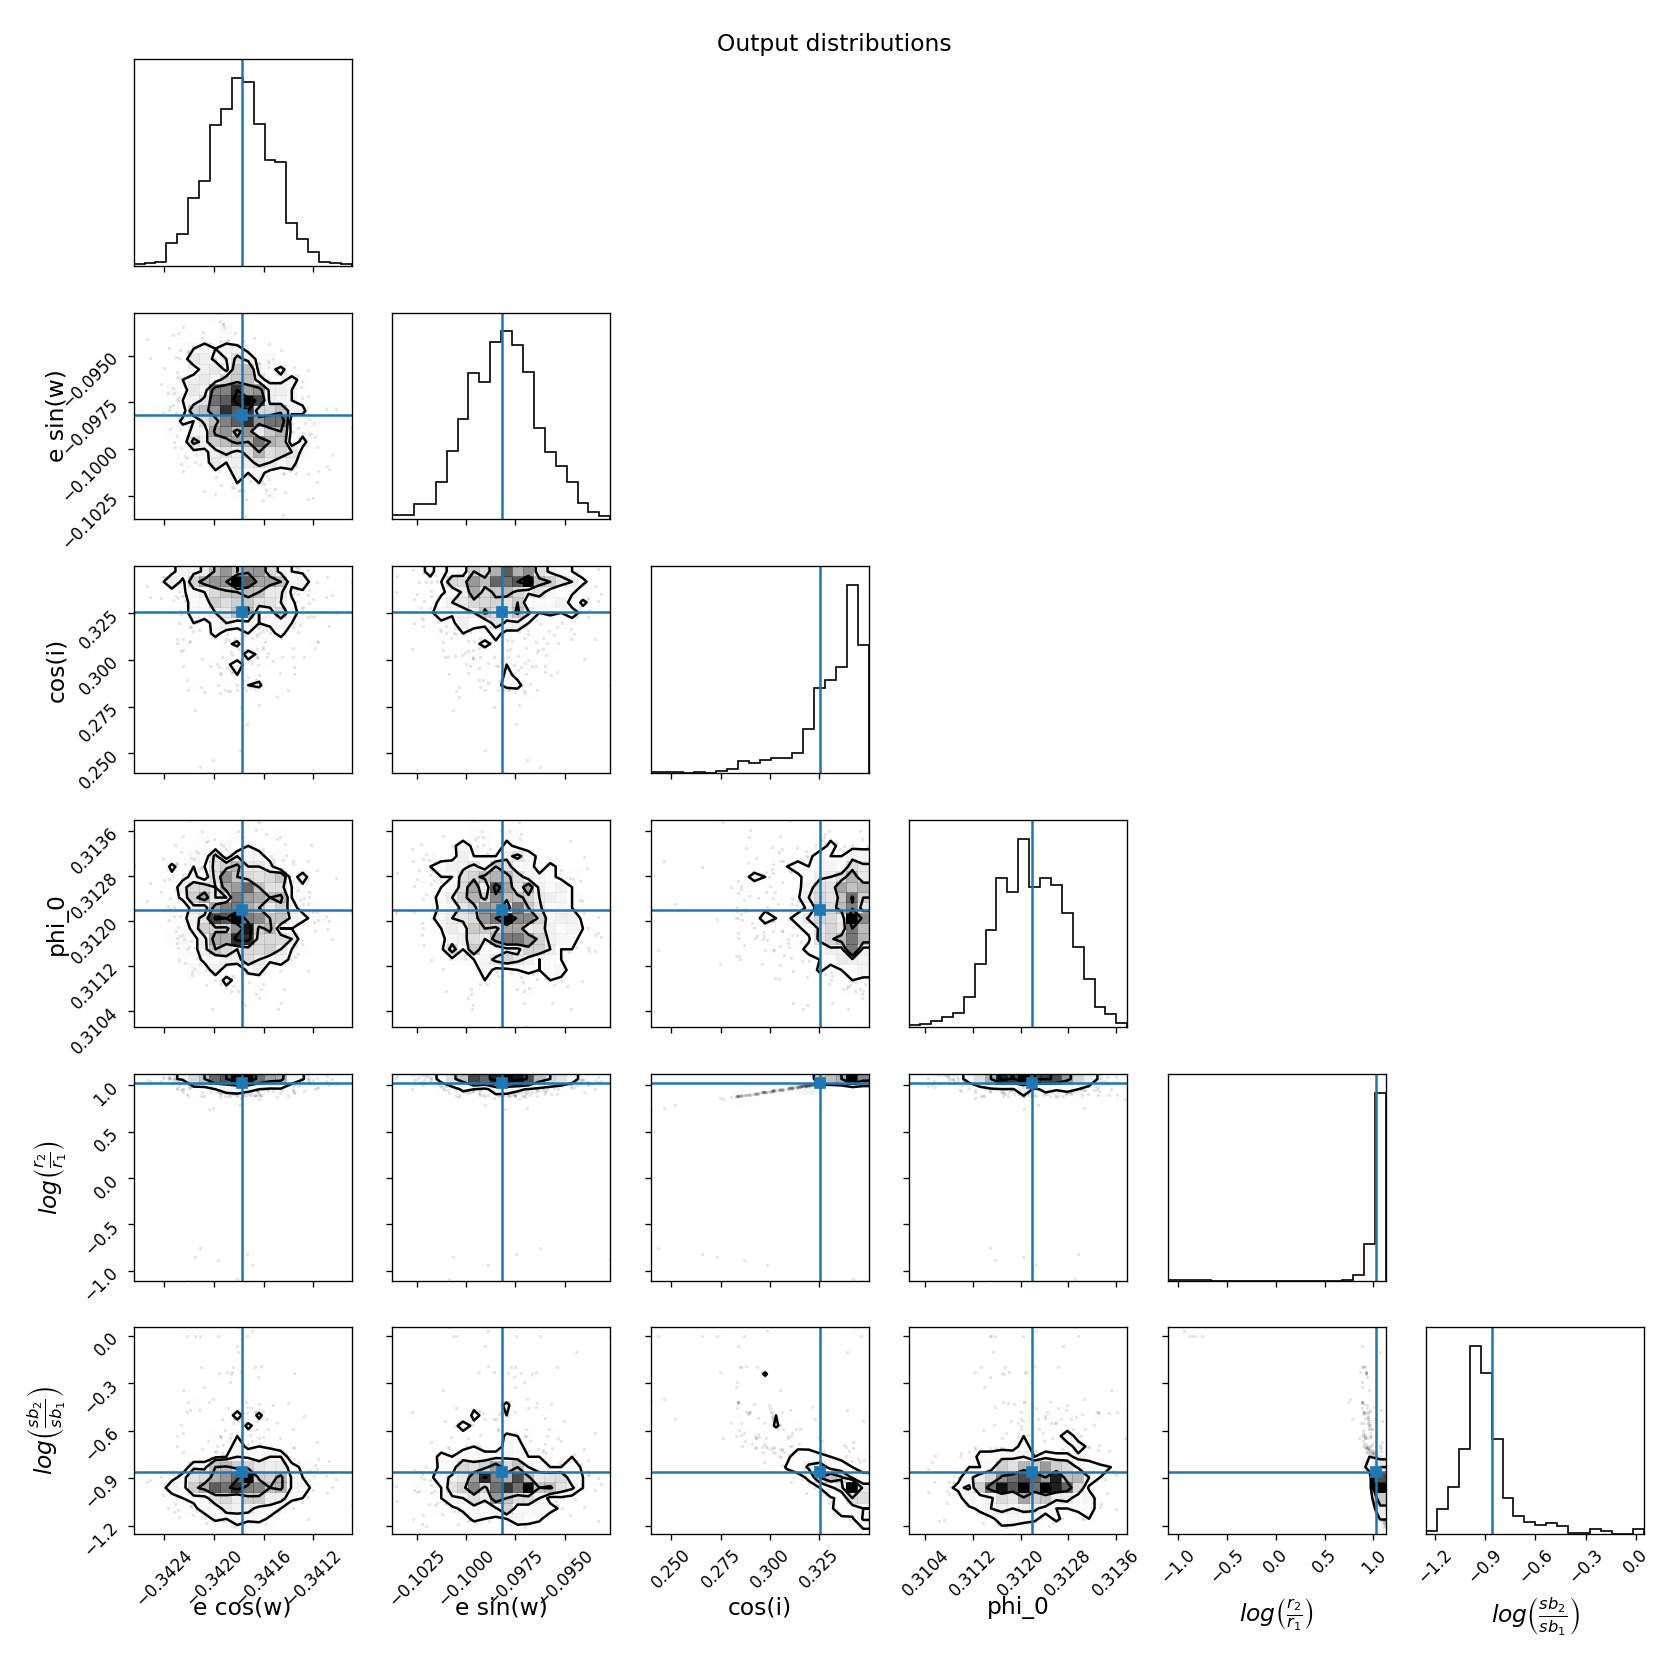 Output distributions
e sin(w)
−0.0950
−0.0975
−0.1000
−0.1025
cos(i)
0.325
0.300
0.275
0.250
phi_0
0.3136
0.3128
0.3120
0.3112
0.3104
log(r₂/r₁)
1.0
0.5
0.0
−0.5
−1.0
log(sb₂/sb₁)
0.0
−0.3
−0.6
−0.9
−1.2
−0.3424 −0.3420 −0.3416 −0.3412
e cos(w)
−0.1025 −0.1000 −0.0975 −0.0950
e sin(w)
0.250 0.275 0.300 0.325
cos(i)
0.3104 0.3112 0.3120 0.3128 0.3136
phi_0
−1.0 −0.5 0.0 0.5 1.0
log(r₂/r₁)
−1.2 −0.9 −0.6 −0.3 0.0
log(sb₂/sb₁)